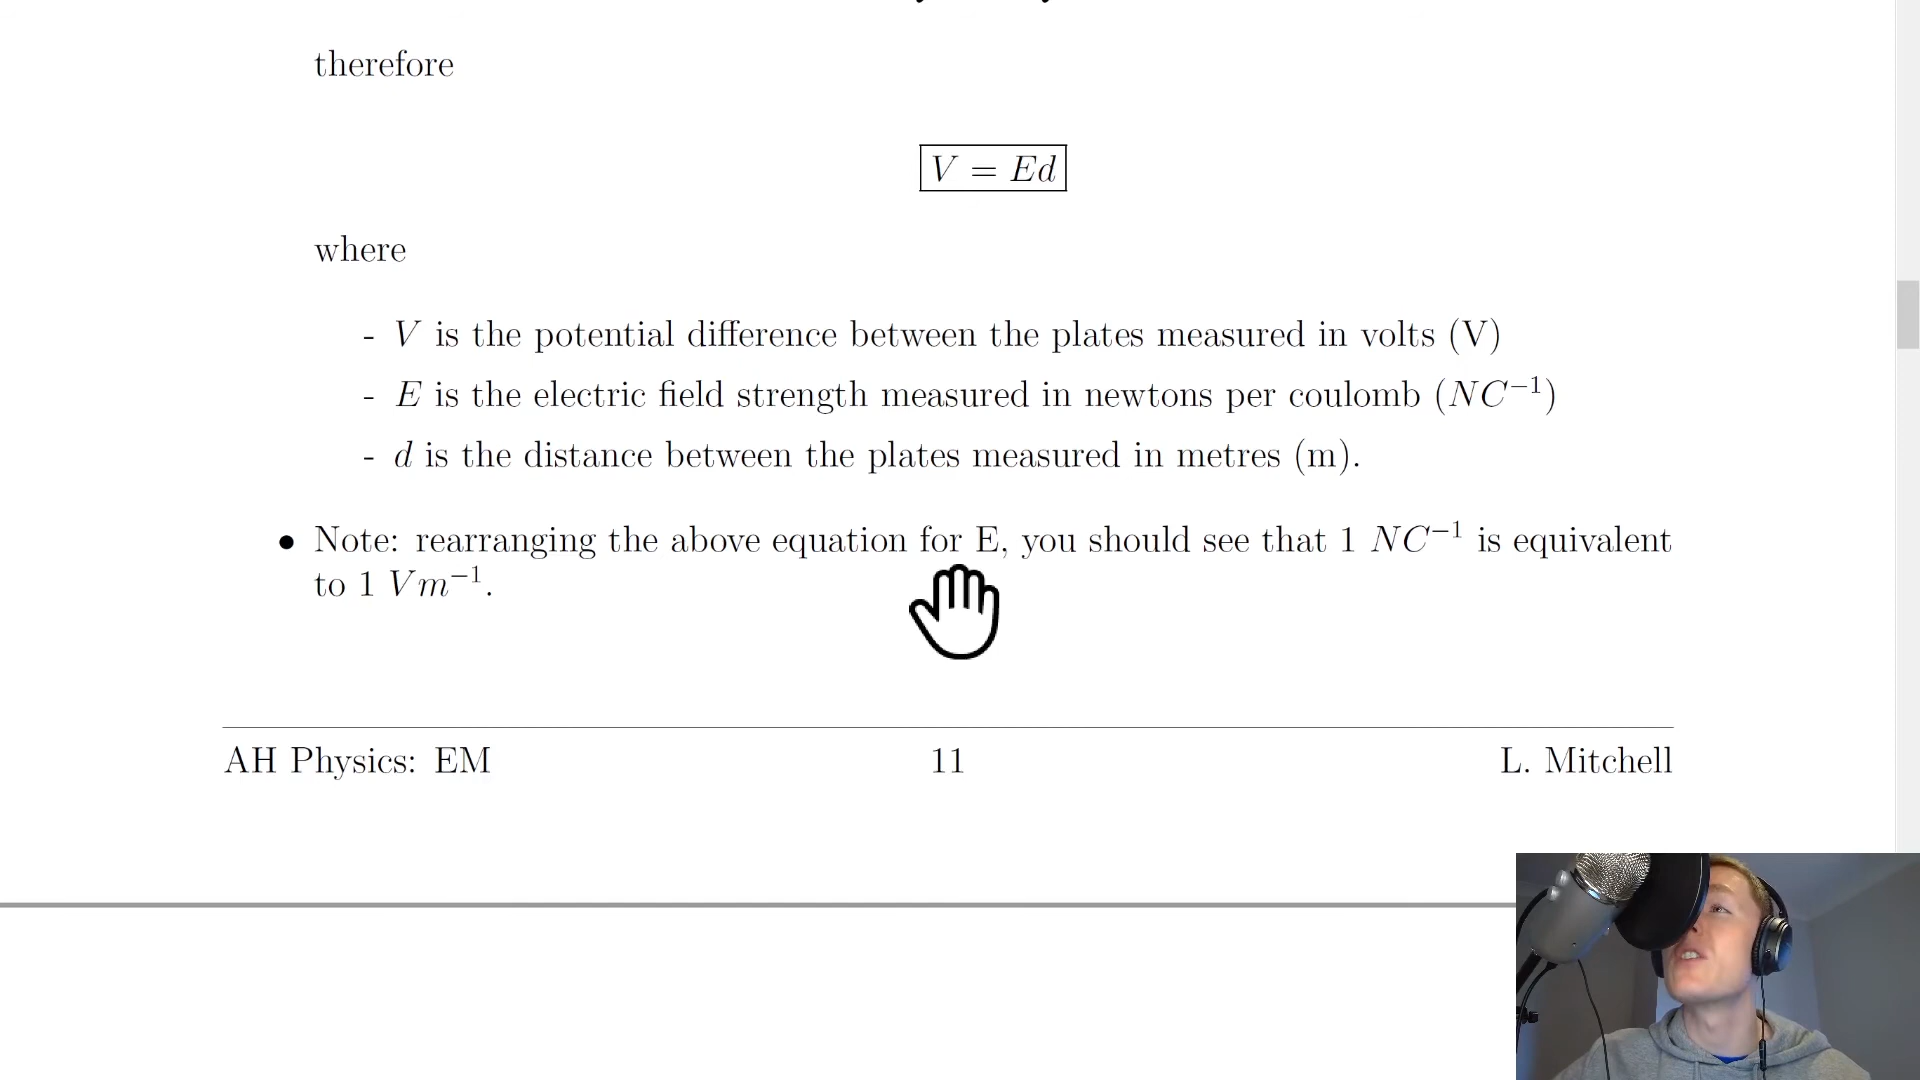 therefore
V = Ed
where
- V is the potential difference between the plates measured in volts (V)
- E is the electric field strength measured in newtons per coulomb (NC⁻¹)
- d is the distance between the plates measured in metres (m).
• Note: rearranging the above equation for E, you should see that 1 NC⁻¹ is equivalent
to 1 Vm⁻¹.
AH Physics: EM 11 L. Mitchell